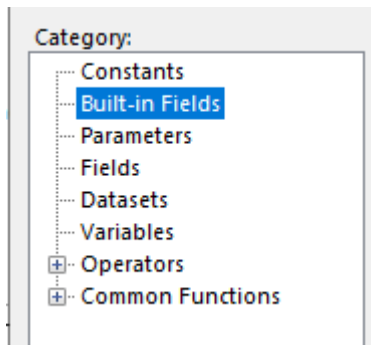 Category:
Constants
Built-in Fields
Parameters
Fields
Datasets
Variables
Operators
Common Functions